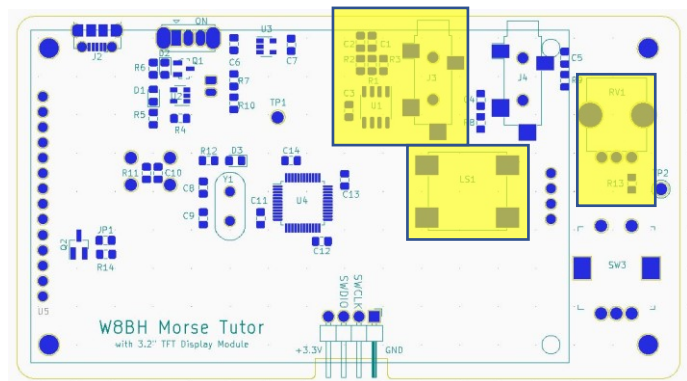 ON
J2
D2
Q1
R6
U2
D1
R5
R4
U3
C6
C7
R7
R10
TP1
C2
C1
R2
R3
R1
C3
U1
J3
J4
C5
C4
R8
RV1
R13
LS1
R11
C10
R12
D3
C14
Y1
C8
C9
C11
U4
C13
C12
Q2
JP1
R14
U5
SW3
SWDIO
SWCLK
W8BH Morse Tutor
with 3.2" TFT Display Module
+3.3V
GND